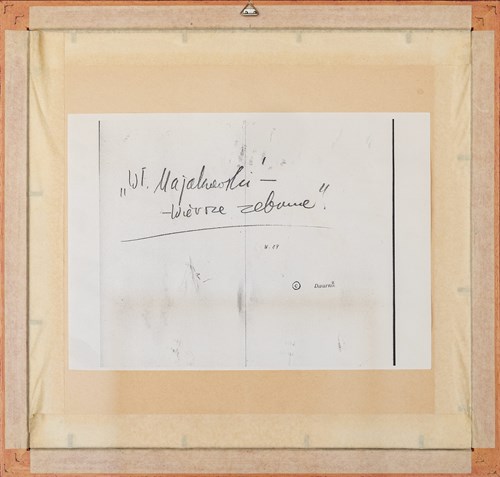 „Wł. Majakowski –
– wiersze zebrane".
©